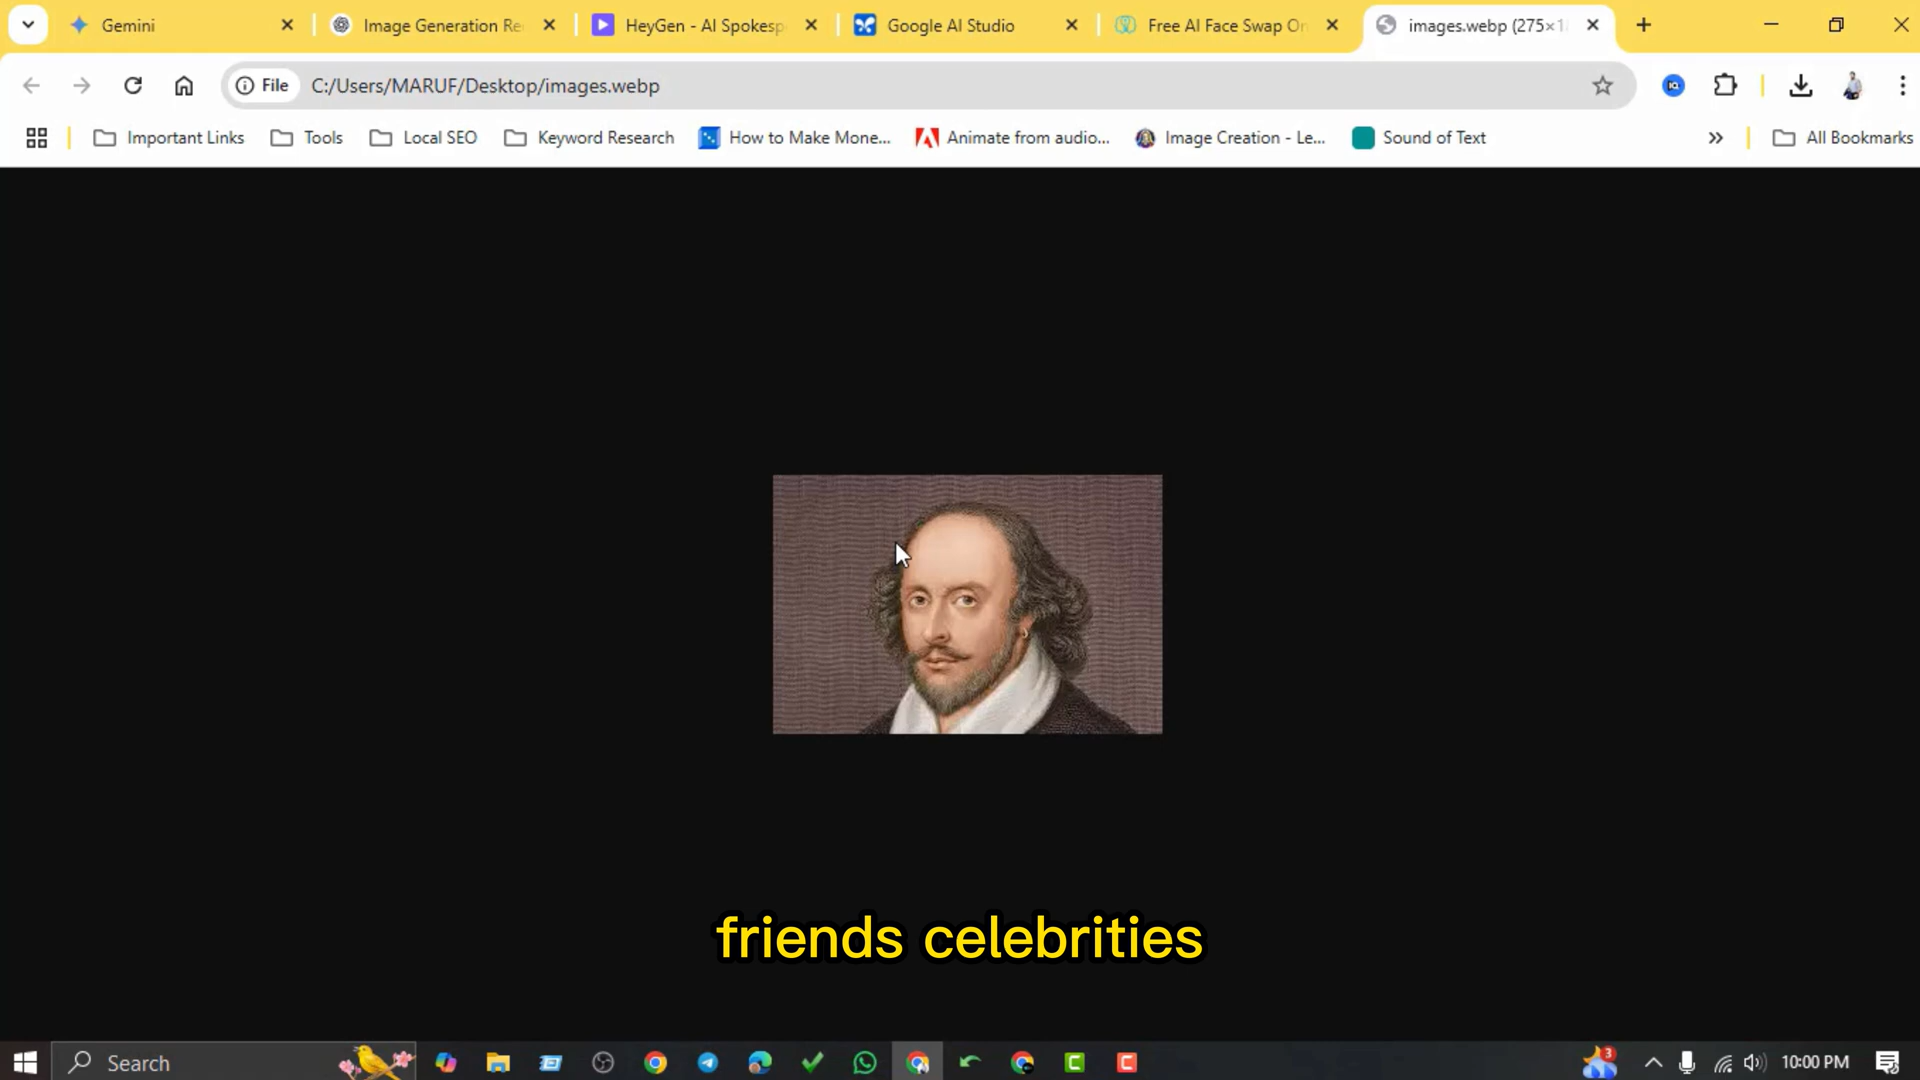 Gemini
Image Generation Re
HeyGen - AI Spokesp
Google AI Studio
Free AI Face Swap On
images.webp (275×1
File
C:/Users/MARUF/Desktop/images.webp
Important Links
Tools
Local SEO
Keyword Research
How to Make Mone...
Animate from audio...
Image Creation - Le...
Sound of Text
All Bookmarks
friends celebrities
Search
3
10:00 PM